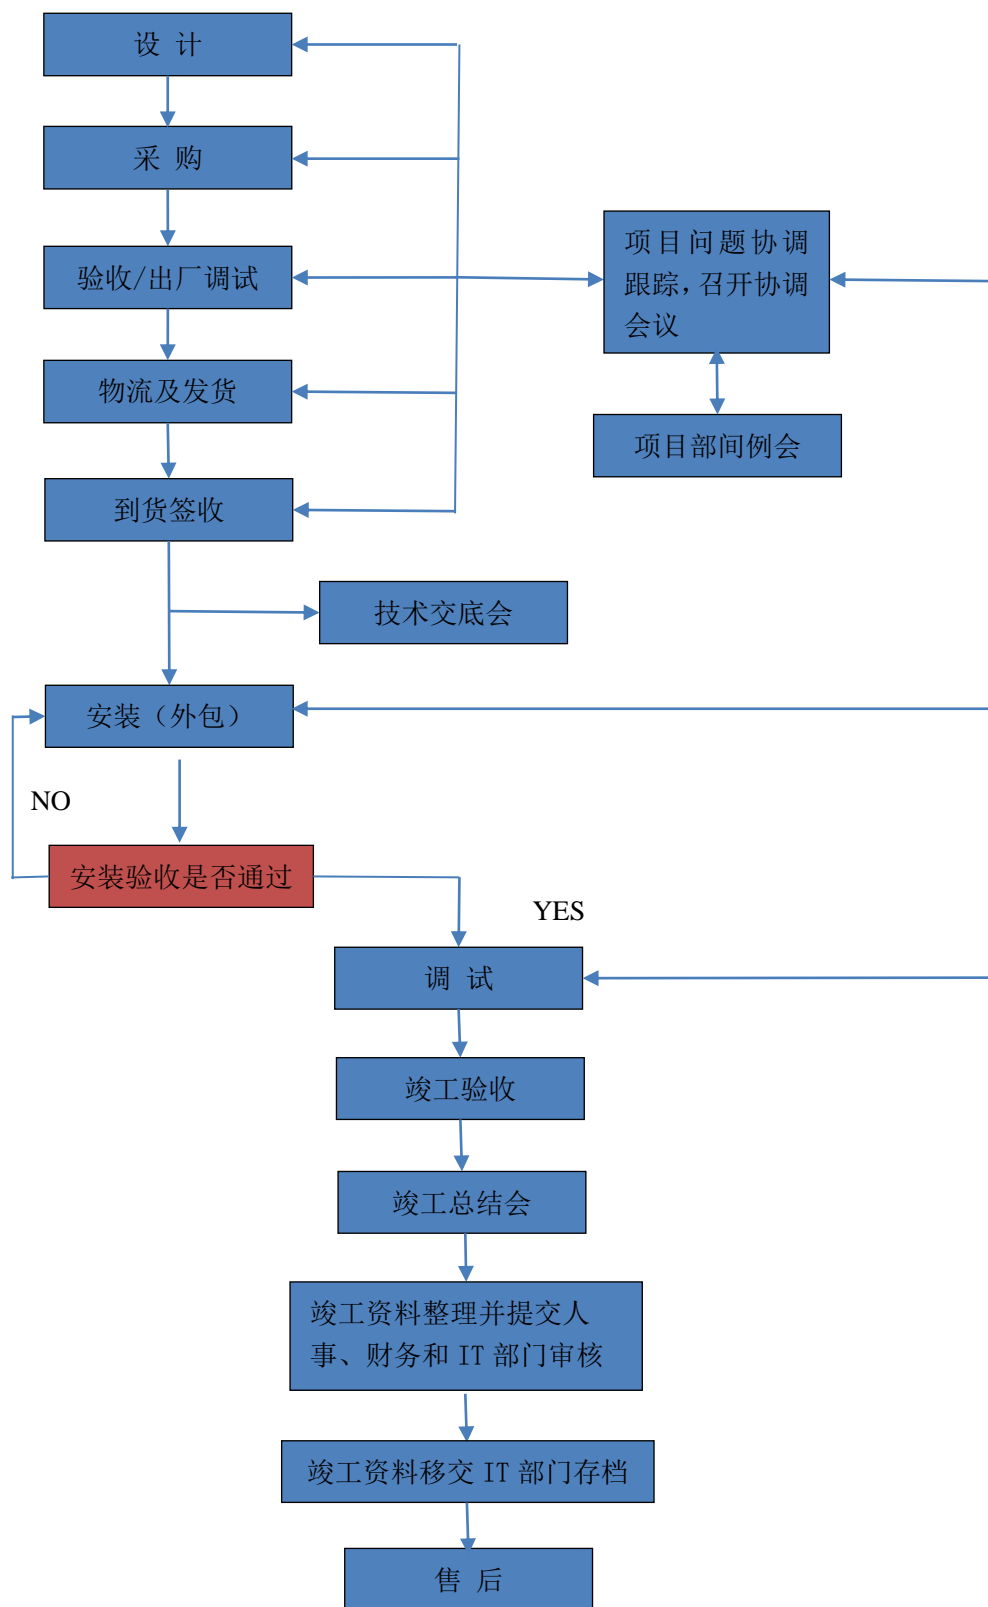 设 计
采 购
验收/出厂调试
项目问题协调
跟踪，召开协调
会议
物流及发货
项目部间例会
到货签收
技术交底会
安装（外包）
NO
安装验收是否通过
YES
调 试
竣工验收
竣工总结会
竣工资料整理并提交人
事、财务和 IT 部门审核
竣工资料移交 IT 部门存档
售 后